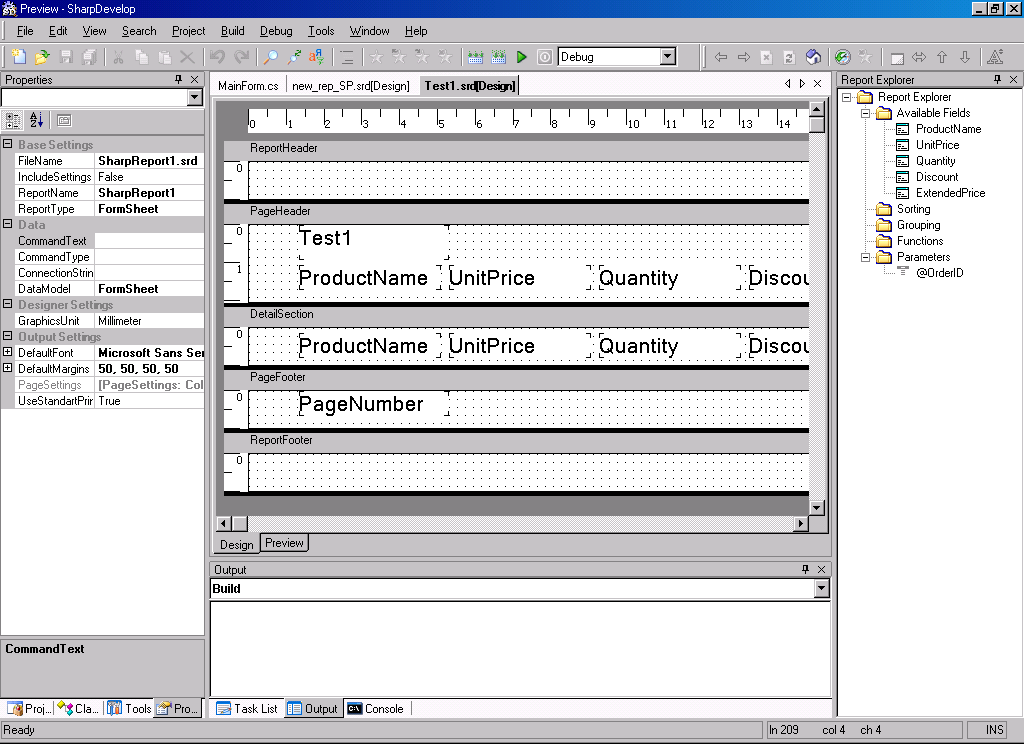 Preview - SharpDevelop
File Edit View Search Project Build Debug Tools Window Help
Debug
Properties
Base Settings
FileName SharpReport1.srd
IncludeSettings False
ReportName SharpReport1
ReportType FormSheet
Data
CommandText
CommandType
ConnectionStrin
DataModel FormSheet
Designer Settings
GraphicsUnit Millimeter
Output Settings
DefaultFont Microsoft Sans Ser
DefaultMargins 50, 50, 50, 50
PageSettings [PageSettings: Col
UseStandartPrin True
CommandText
Proj... Cla... Tools Pro...
MainForm.cs new_rep_SP.srd[Design] Test1.srd[Design]
0 1 2 3 4 5 6 7 8 9 10 11 12 13 14
ReportHeader
0
PageHeader
0
Test1
1
ProductName UnitPrice Quantity Discou
DetailSection
0
ProductName UnitPrice Quantity Discou
PageFooter
0
PageNumber
ReportFooter
0
Design Preview
Output
Build
Task List Output Console
Report Explorer
Report Explorer
Available Fields
ProductName
UnitPrice
Quantity
Discount
ExtendedPrice
Sorting
Grouping
Functions
Parameters
@OrderID
Ready ln 209 col 4 ch 4 INS